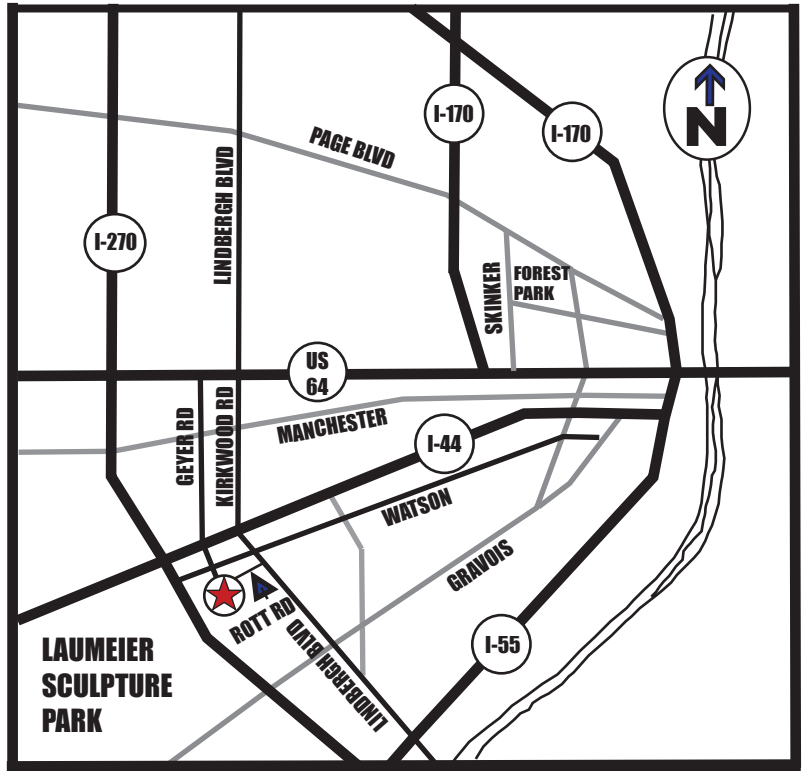 N
I-170
I-170
PAGE BLVD
LINDBERGH BLVD
I-270
SKINKER
FOREST
PARK
US
64
GEYER RD
KIRKWOOD RD
MANCHESTER
I-44
WATSON
GRAVOIS
ROTT RD
LINDBERGH BLVD
I-55
LAUMEIER
SCULPTURE
PARK